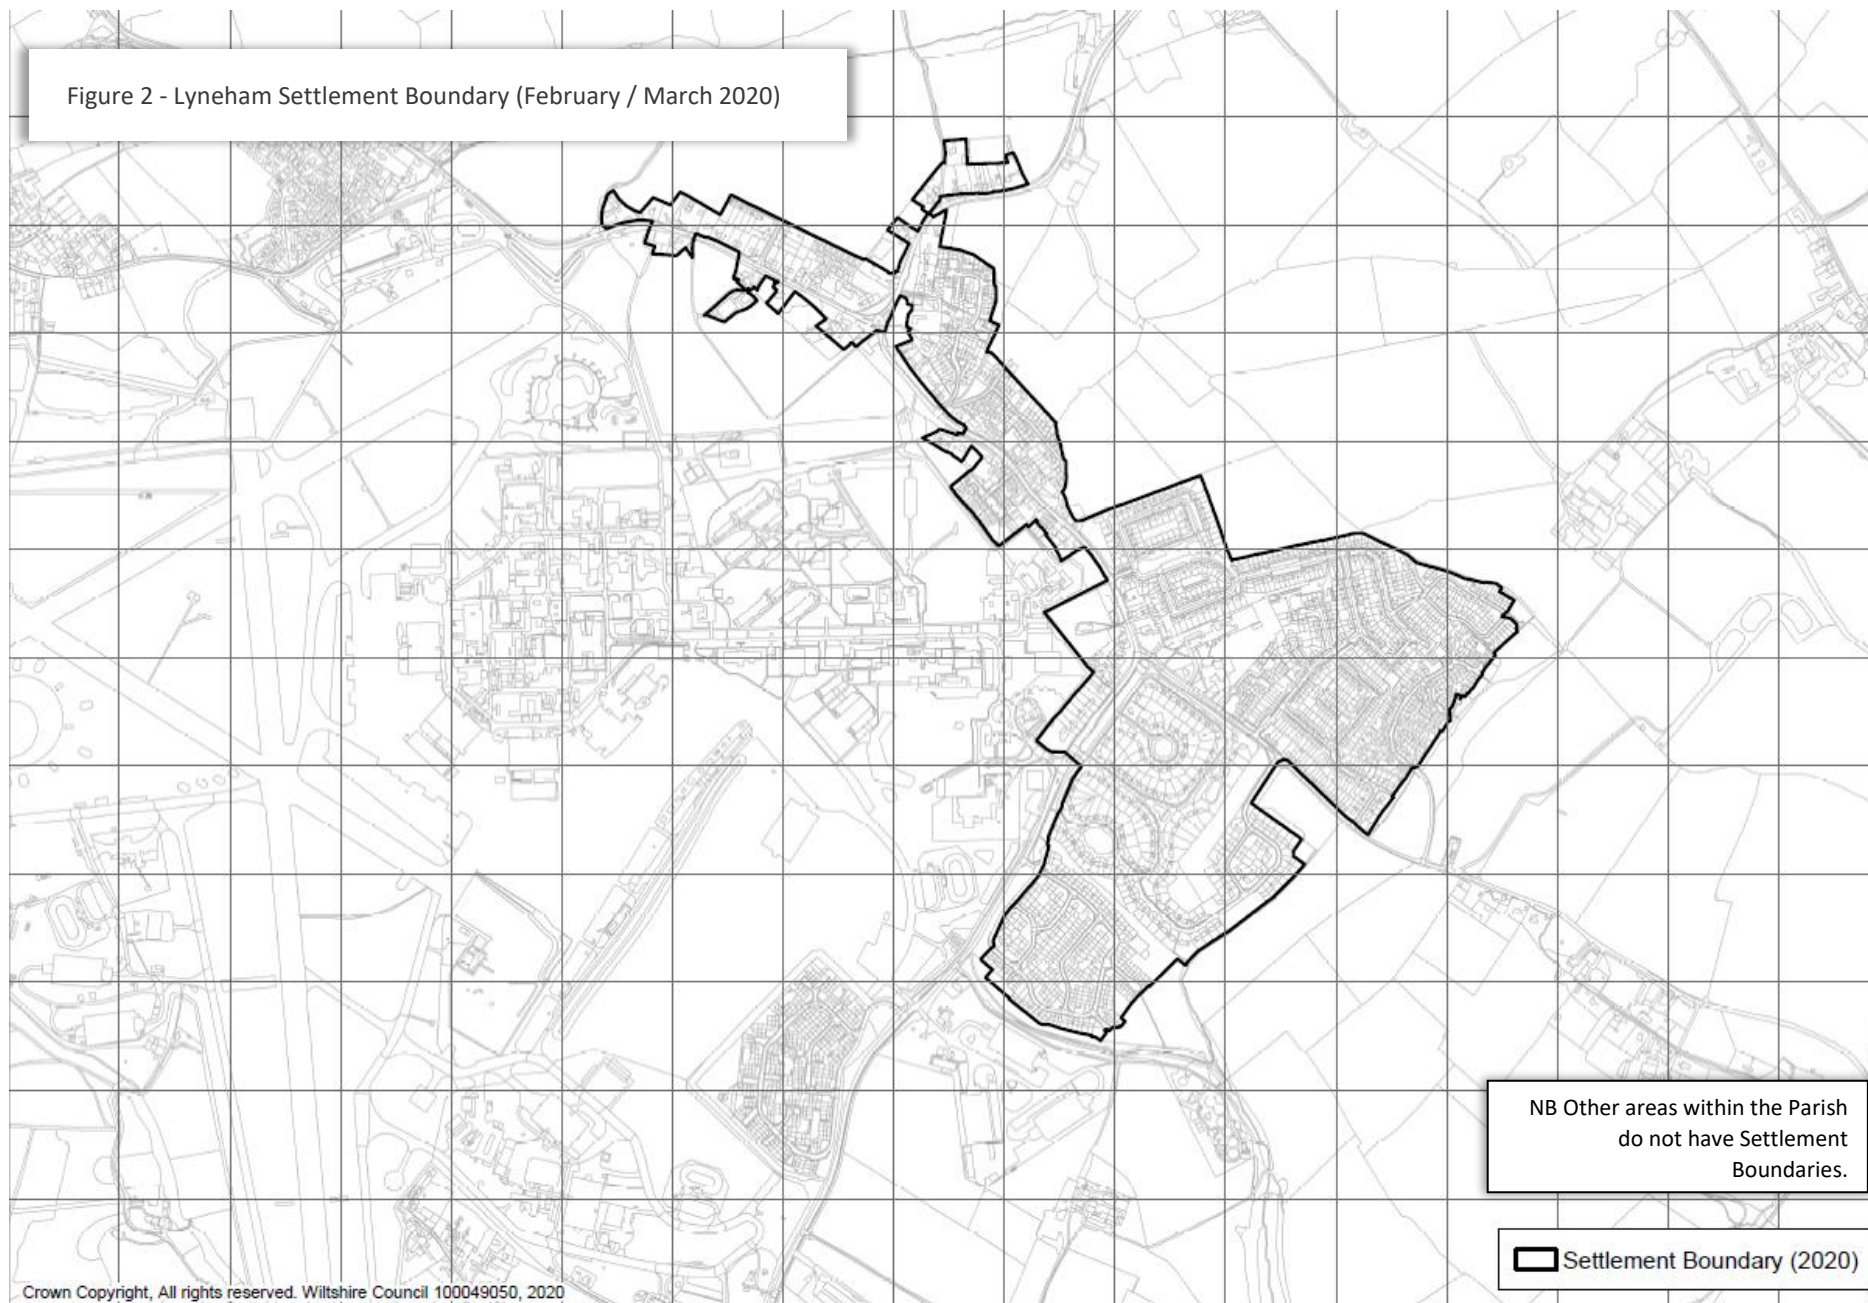 Figure 2 - Lyneham Settlement Boundary (February / March 2020)
NB Other areas within the Parish
do not have Settlement
Boundaries.
Settlement Boundary (2020)
Crown Copyright, All rights reserved. Wiltshire Council 100049050, 2020